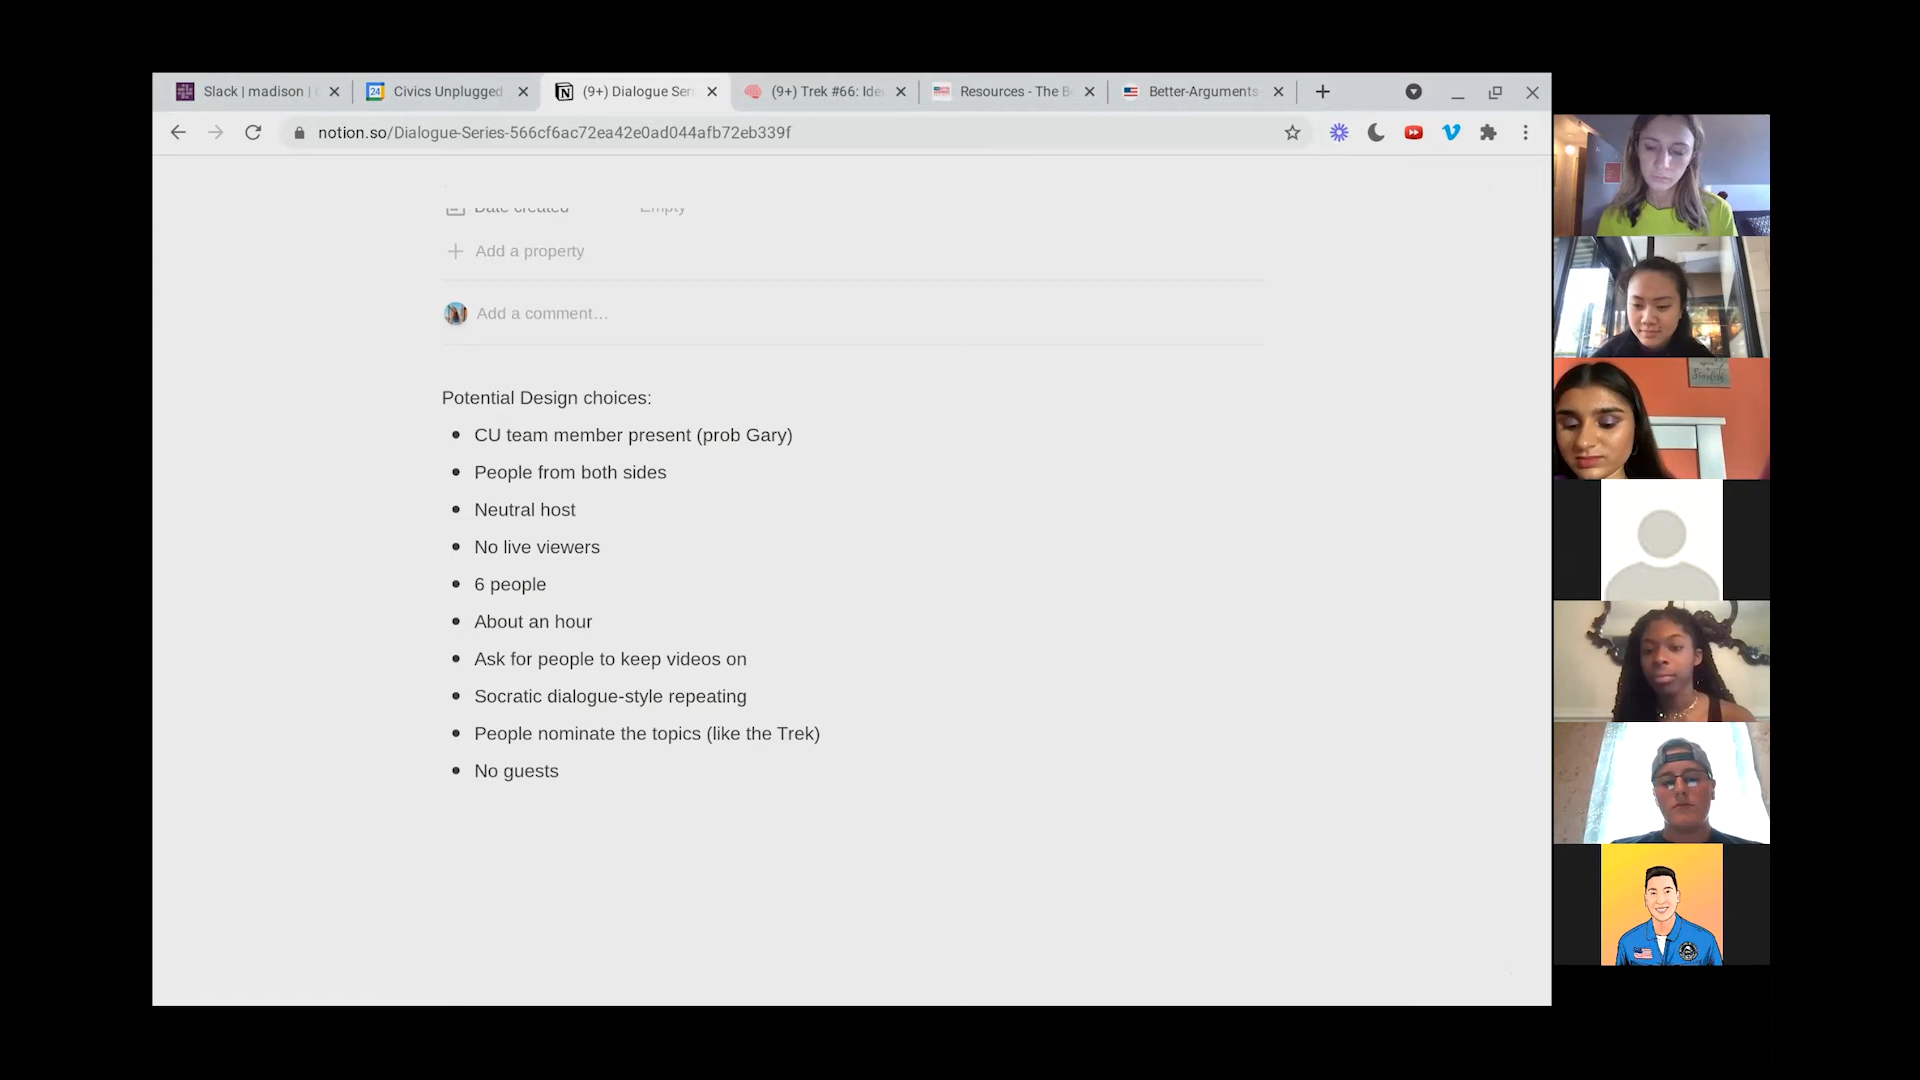 Slack | madison |
Civics Unplugged
(9+) Dialogue Ser
(9+) Trek #66: Ide
Resources - The B
Better-Arguments
notion.so/Dialogue-Series-566cf6ac72ea42e0ad044afb72eb339f
Date created Empty
Add a property
Add a comment…
Potential Design choices:
CU team member present (prob Gary)
People from both sides
Neutral host
No live viewers
6 people
About an hour
Ask for people to keep videos on
Socratic dialogue-style repeating
People nominate the topics (like the Trek)
No guests